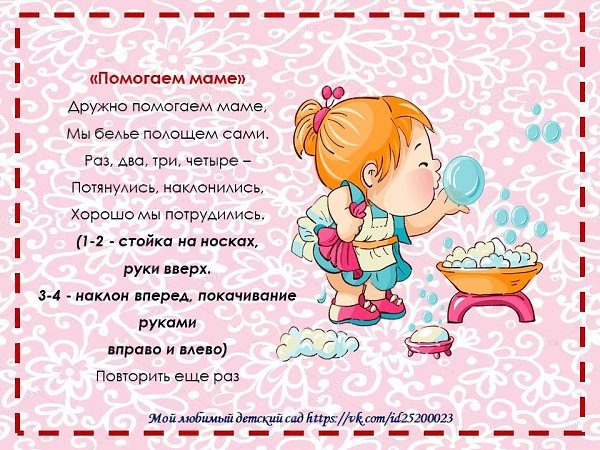 «Помогаем маме»
Дружно помогаем маме,
Мы белье полощем сами.
Раз, два, три, четыре –
Потянулись, наклонились,
Хорошо мы потрудились.
(1-2 - стойка на носках,
руки вверх.
3-4 - наклон вперед, покачивание
руками
вправо и влево)
Повторить еще раз
Мой любимый детский сад https://vk.com/id25200023